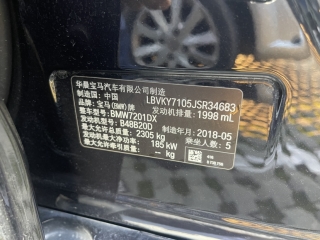 华晨宝马汽车有限公司制造
制造国：中国 LBVKY7105JSR34683
品牌：宝马(BMW)牌 发动机排量：1998 mL
整车型号：BMW7201DX
发动机型号：B48B20D 制造年月：2018-05
最大允许总质量：2305 kg 乘坐人数：5
发动机最大净功率：185 kW
最大允许牵引质量：-- kg